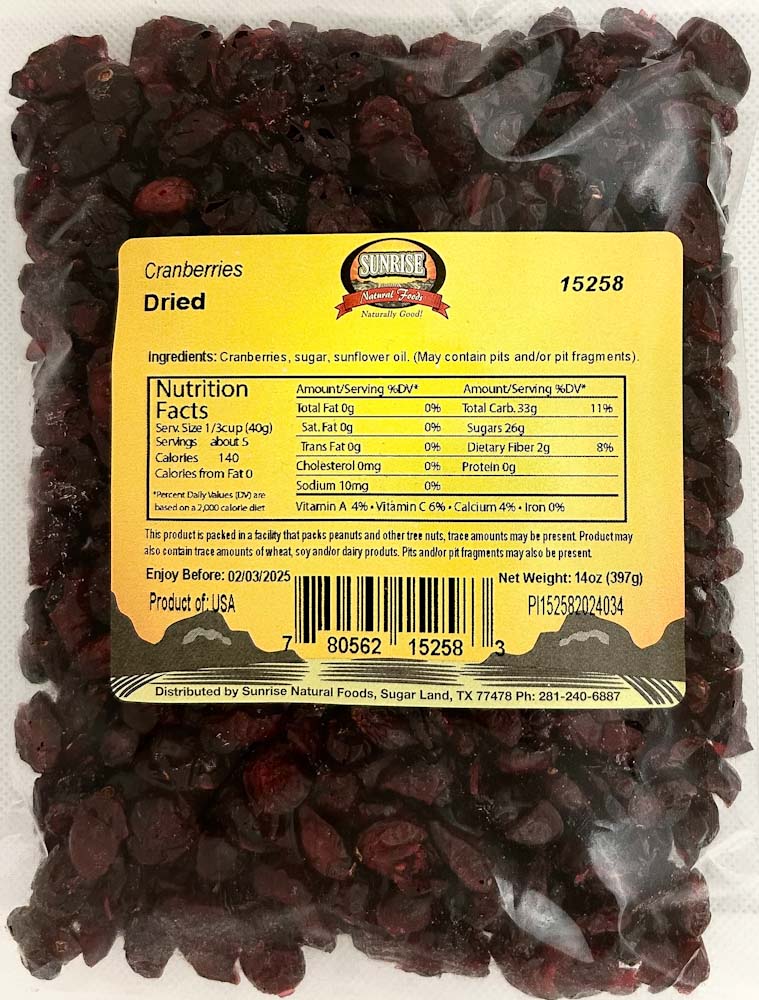 Cranberries
Dried
SUNRISE
Natural Foods
Naturally Good!
15258
Ingredients: Cranberries, sugar, sunflower oil. (May contain pits and/or pit fragments).
Nutrition
Facts
Serv. Size 1/3cup (40g)
Servings about 5
Calories 140
Calories from Fat 0
*Percent Daily Values (DV) are
based on a 2,000 calorie diet
Amount/Serving %DV*
Total Fat 0g 0%
Sat. Fat 0g 0%
Trans Fat 0g 0%
Cholesterol 0mg 0%
Sodium 10mg 0%
Amount/Serving %DV*
Total Carb. 33g 11%
Sugars 26g
Dietary Fiber 2g 8%
Protein 0g
Vitamin A 4% • Vitamin C 6% • Calcium 4% • Iron 0%
This product is packed in a facility that packs peanuts and other tree nuts, trace amounts may be present. Product may
also contain trace amounts of wheat, soy and/or dairy produts. Pits and/or pit fragments may also be present.
Enjoy Before: 02/03/2025
Product of: USA
Net Weight: 14oz (397g)
PI152582024034
7 80562 15258 3
Distributed by Sunrise Natural Foods, Sugar Land, TX 77478 Ph: 281-240-6887